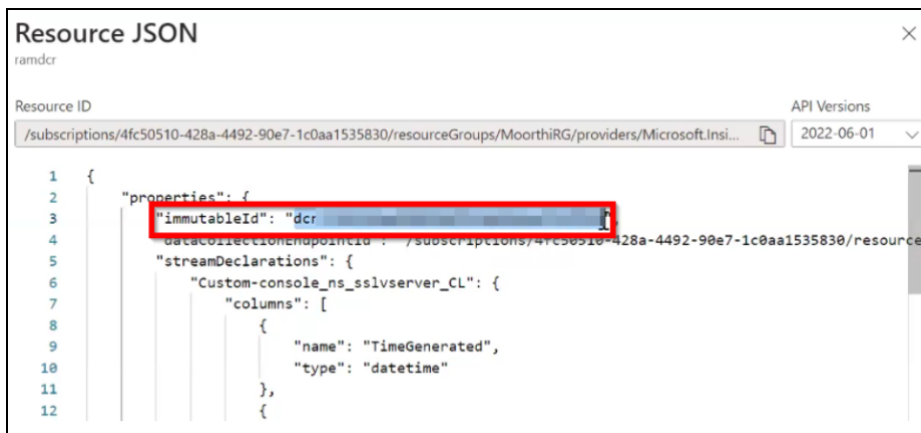 Resource JSON
ramdcr
Resource ID
API Versions
/subscriptions/4fc50510-428a-4492-90e7-1c0aa1535830/resourceGroups/MoorthiRG/providers/Microsoft.Insi...
2022-06-01
1 {
2 "properties": {
3 "immutableId": "dcr
4 "dataCollectionEndpointId": "/subscriptions/4fc50510-428a-4492-90e7-1c0aa1535830/resource
5 "streamDeclarations": {
6 "Custom-console_ns_sslvserver_CL": {
7 "columns": [
8 {
9 "name": "TimeGenerated",
10 "type": "datetime"
11 },
12 {